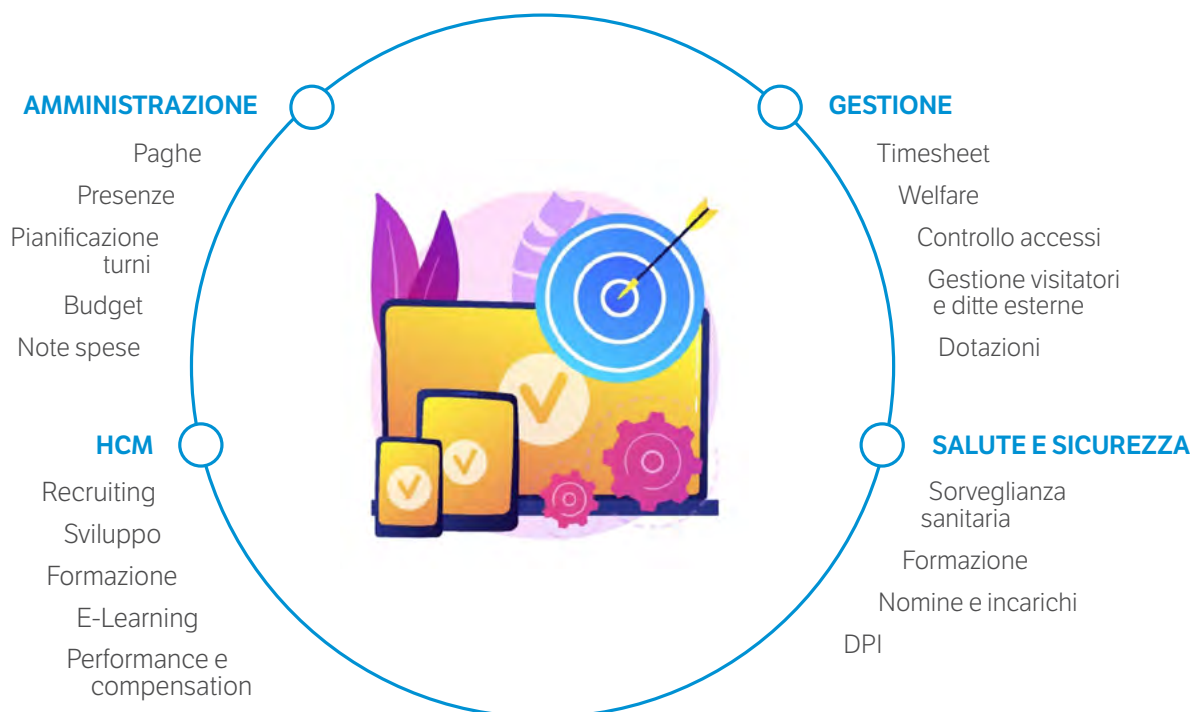 AMMINISTRAZIONE
Paghe
Presenze
Pianificazione
turni
Budget
Note spese
GESTIONE
Timesheet
Welfare
Controllo accessi
Gestione visitatori
e ditte esterne
Dotazioni
HCM
Recruiting
Sviluppo
Formazione
E-Learning
Performance e
compensation
SALUTE E SICUREZZA
Sorveglianza
sanitaria
Formazione
Nomine e incarichi
DPI